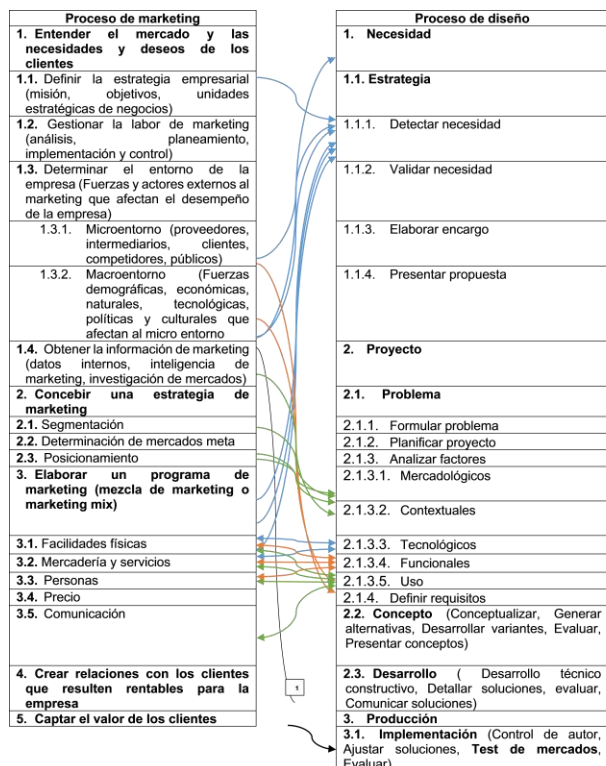 Proceso de marketing
1. Entender el mercado y las
necesidades y deseos de los
clientes
1.1. Definir la estrategia empresarial
(misión, objetivos, unidades
estratégicas de negocios)
1.2. Gestionar la labor de marketing
(análisis, planeamiento,
implementación y control)
1.3. Determinar el entorno de la
empresa (Fuerzas y actores externos al
marketing que afectan el desempeño
de la empresa)
1.3.1. Microentorno (proveedores,
intermediarios, clientes,
competidores, públicos)
1.3.2. Macroentorno (Fuerzas
demográficas, económicas,
naturales, tecnológicas,
políticas y culturales que
afectan al micro entorno
1.4. Obtener la información de marketing
(datos internos, inteligencia de
marketing, investigación de mercados)
2. Concebir una estrategia de
marketing
2.1. Segmentación
2.2. Determinación de mercados meta
2.3. Posicionamiento
3. Elaborar un programa de
marketing (mezcla de marketing o
marketing mix)
3.1. Facilidades físicas
3.2. Mercadería y servicios
3.3. Personas
3.4. Precio
3.5. Comunicación
4. Crear relaciones con los clientes
que resulten rentables para la
empresa
5. Captar el valor de los clientes
1
Proceso de diseño
1. Necesidad
1.1. Estrategia
1.1.1. Detectar necesidad
1.1.2. Validar necesidad
1.1.3. Elaborar encargo
1.1.4. Presentar propuesta
2. Proyecto
2.1. Problema
2.1.1. Formular problema
2.1.2. Planificar proyecto
2.1.3. Analizar factores
2.1.3.1. Mercadológicos
2.1.3.2. Contextuales
2.1.3.3. Tecnológicos
2.1.3.4. Funcionales
2.1.3.5. Uso
2.1.4. Definir requisitos
2.2. Concepto (Conceptualizar, Generar
alternativas, Desarrollar variantes, Evaluar,
Presentar conceptos)
2.3. Desarrollo ( Desarrollo técnico
constructivo, Detallar soluciones, evaluar,
Comunicar soluciones)
3. Producción
3.1. Implementación (Control de autor,
Ajustar soluciones, Test de mercados,
Evaluar)